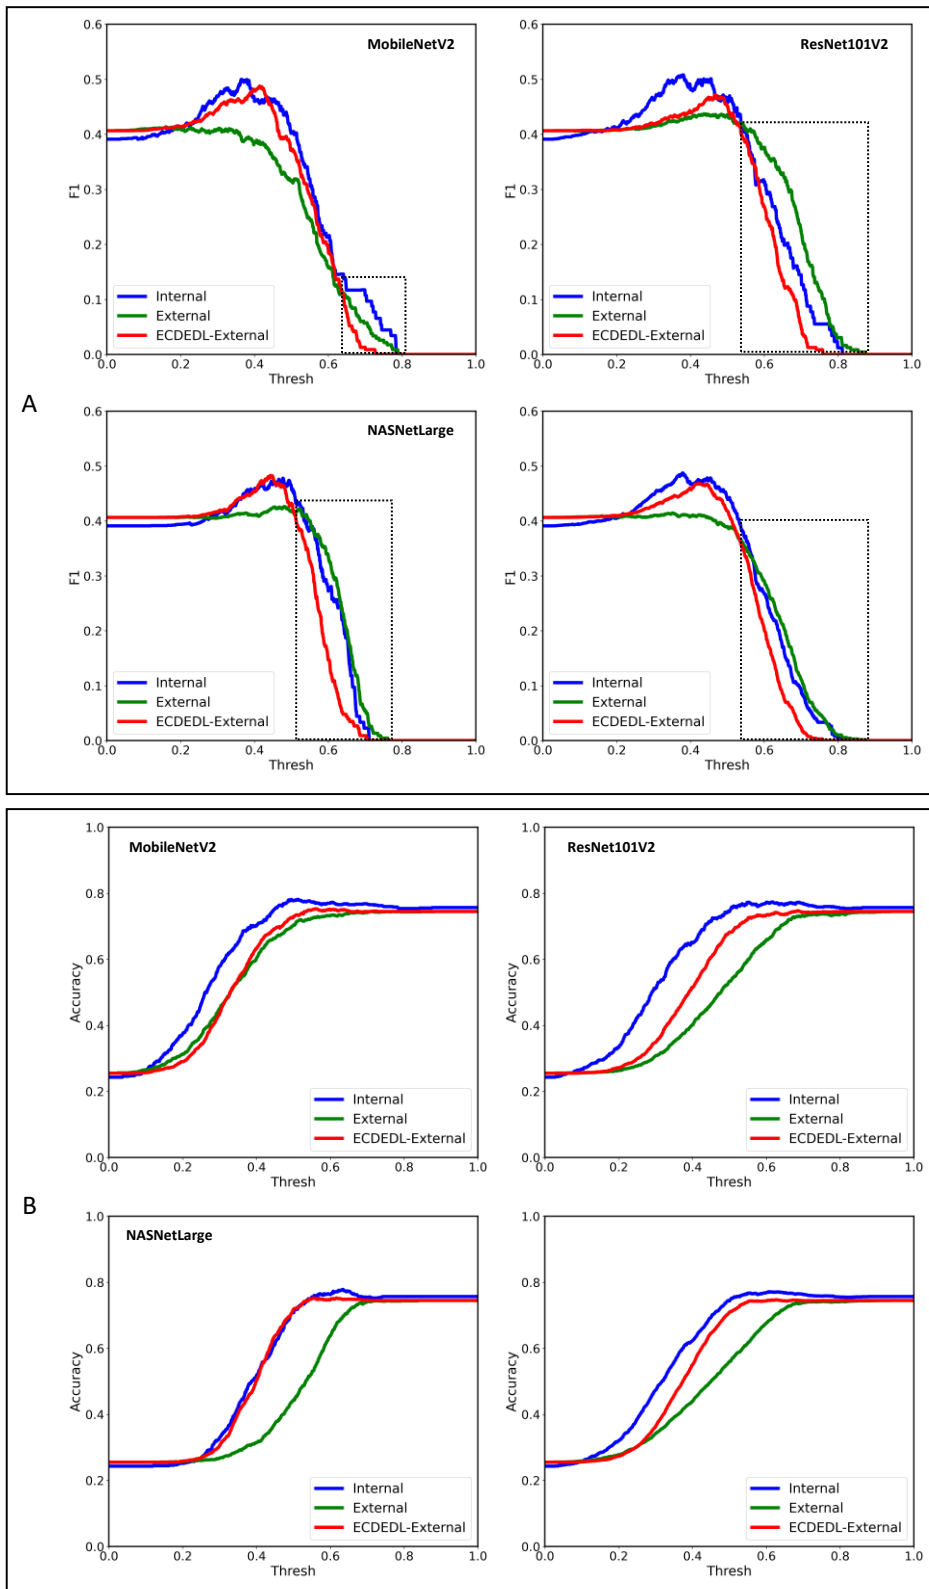 A
MobileNetV2
0.6
0.5
0.4
0.3
0.2
0.1
0.0
F1
Internal
External
ECDEDL-External
0.0 0.2 0.4 0.6 0.8 1.0
Thresh
ResNet101V2
0.6
0.5
0.4
0.3
0.2
0.1
0.0
F1
Internal
External
ECDEDL-External
0.0 0.2 0.4 0.6 0.8 1.0
Thresh
NASNetLarge
0.6
0.5
0.4
0.3
0.2
0.1
0.0
F1
Internal
External
ECDEDL-External
0.0 0.2 0.4 0.6 0.8 1.0
Thresh
0.6
0.5
0.4
0.3
0.2
0.1
0.0
F1
Internal
External
ECDEDL-External
0.0 0.2 0.4 0.6 0.8 1.0
Thresh
B
MobileNetV2
1.0
0.8
0.6
0.4
0.2
0.0
Accuracy
Internal
External
ECDEDL-External
0.0 0.2 0.4 0.6 0.8 1.0
Thresh
ResNet101V2
1.0
0.8
0.6
0.4
0.2
0.0
Accuracy
Internal
External
ECDEDL-External
0.0 0.2 0.4 0.6 0.8 1.0
Thresh
NASNetLarge
1.0
0.8
0.6
0.4
0.2
0.0
Accuracy
Internal
External
ECDEDL-External
0.0 0.2 0.4 0.6 0.8 1.0
Thresh
1.0
0.8
0.6
0.4
0.2
0.0
Accuracy
Internal
External
ECDEDL-External
0.0 0.2 0.4 0.6 0.8 1.0
Thresh